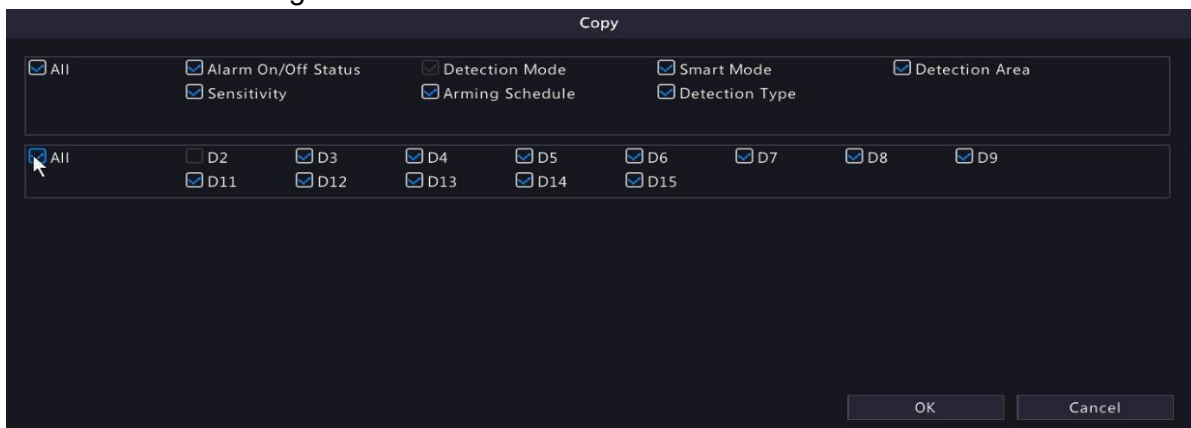 Copy
All Alarm On/Off Status Detection Mode Smart Mode Detection Area
Sensitivity Arming Schedule Detection Type
All D2 D3 D4 D5 D6 D7 D8 D9
D11 D12 D13 D14 D15
OK Cancel